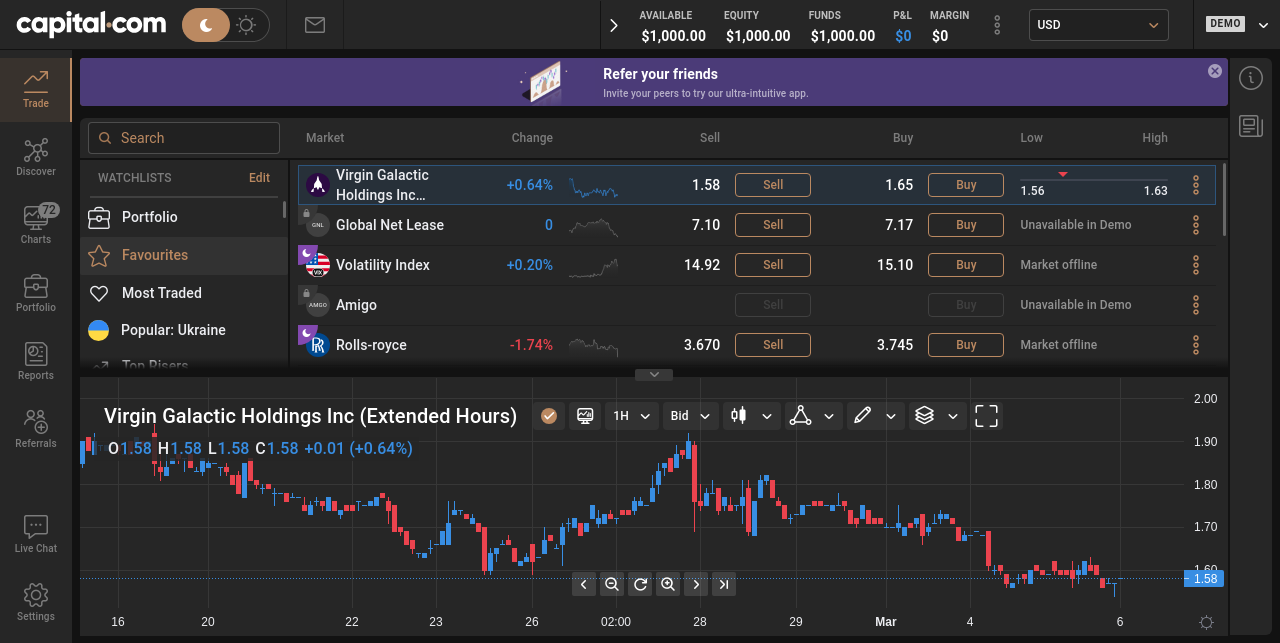 capital.com
AVAILABLE EQUITY FUNDS P&L MARGIN
$1,000.00 $1,000.00 $1,000.00 $0 $0
USD
DEMO
Refer your friends
Invite your peers to try our ultra-intuitive app.
Trade
Discover
72
Charts
Portfolio
Reports
Referrals
Live Chat
Settings
Search
WATCHLISTS Edit
Portfolio
Favourites
Most Traded
Popular: Ukraine
Top Risers
Market Change Sell Buy Low High
Virgin Galactic
Holdings Inc... +0.64% 1.58 Sell 1.65 Buy 1.56 1.63
GNL Global Net Lease 0 7.10 Sell 7.17 Buy Unavailable in Demo
VIX Volatility Index +0.20% 14.92 Sell 15.10 Buy Market offline
AMIGO Amigo Sell Buy Unavailable in Demo
RR Rolls-royce -1.74% 3.670 Sell 3.745 Buy Market offline
Virgin Galactic Holdings Inc (Extended Hours) 1H Bid
O1.58 H1.58 L1.58 C1.58 +0.01 (+0.64%)
2.00
1.90
1.80
1.70
1.60
1.58
16 20 22 23 26 02:00 28 29 Mar 4 6